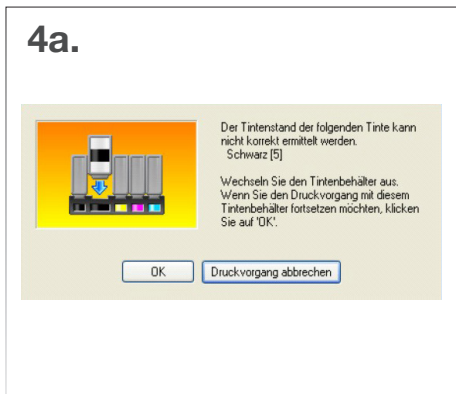 4a.
Der Tintenstand der folgenden Tinte kann
nicht korrekt ermittelt werden.
Schwarz [5]
Wechseln Sie den Tintenbehälter aus.
Wenn Sie den Druckvorgang mit diesem
Tintenbehälter fortsetzen möchten, klicken
Sie auf 'OK'.
OK
Druckvorgang abbrechen